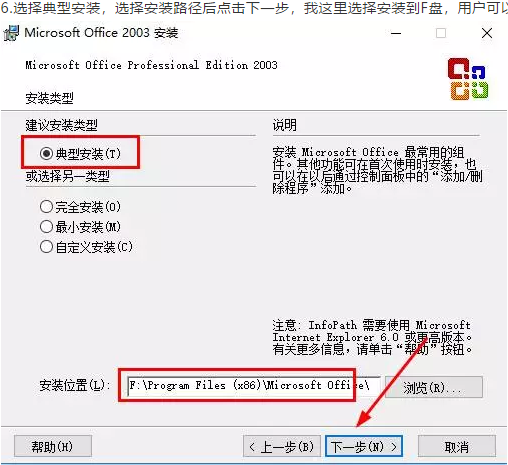 6.选择典型安装，选择安装路径后点击下一步，我这里选择安装到F盘，用户可以
Microsoft Office 2003 安装
Microsoft Office Professional Edition 2003
安装类型
建议安装类型
典型安装(T)
或选择另一类型
完全安装(O)
最小安装(M)
自定义安装(C)
说明
安装 Microsoft Office 最常用的组
件。其他功能可在首次使用时安装，也
可以在以后通过控制面板中的“添加/删
除程序”添加。
注意: InfoPath 需要使用 Microsoft
Internet Explorer 6.0 或更高版本。
有关更多信息，请单击“帮助”按钮。
安装位置(L):
F:\Program Files (x86)\Microsoft Office\
浏览(R)...
帮助(H)
< 上一步(B)
下一步(N) >
取消